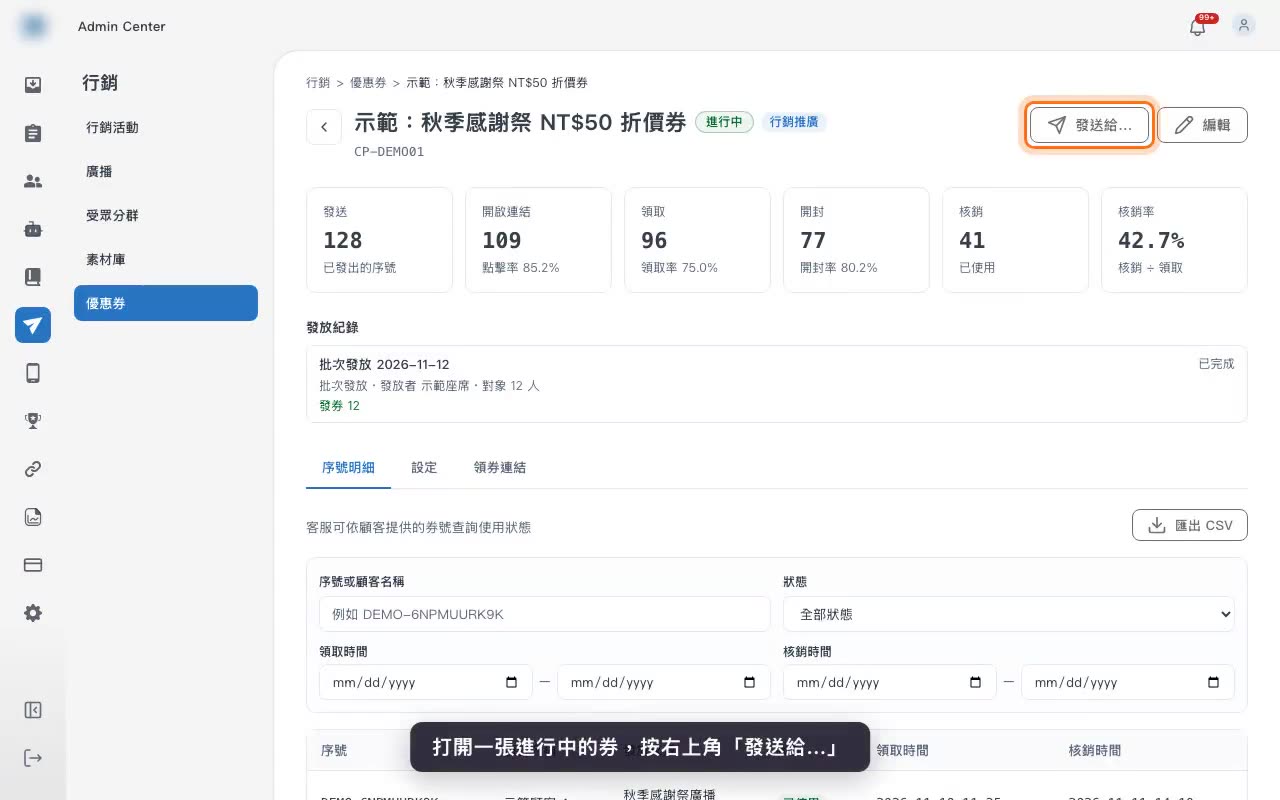 Admin Center
99+
行銷
行銷活動
廣播
受眾分群
素材庫
優惠券
行銷 > 優惠券 > 示範：秋季感謝祭 NT$50 折價券
示範：秋季感謝祭 NT$50 折價券 進行中 行銷推廣
CP-DEMO01
發送給...
編輯
發送
128
已發出的序號
開啟連結
109
點擊率 85.2%
領取
96
領取率 75.0%
開封
77
開封率 80.2%
核銷
41
已使用
核銷率
42.7%
核銷 ÷ 領取
發放紀錄
批次發放 2026-11-12 已完成
批次發放·發放者 示範座席·對象 12 人
發券 12
序號明細 設定 領券連結
客服可依顧客提供的券號查詢使用狀態
匯出 CSV
序號或顧客名稱 狀態
例如 DEMO-6NPMUURK9K 全部狀態
領取時間 核銷時間
mm/dd/yyyy — mm/dd/yyyy mm/dd/yyyy — mm/dd/yyyy
序號 領取時間 核銷時間
打開一張進行中的券，按右上角「發送給...」
秋季感謝祭廣播